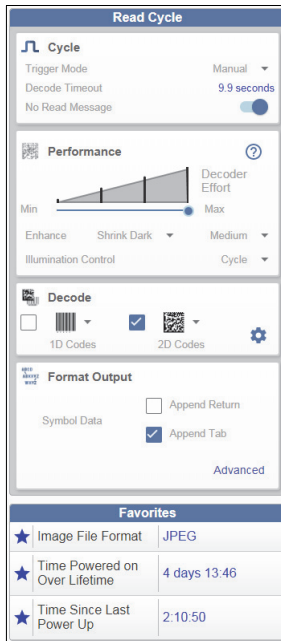 Read Cycle
Cycle
Trigger Mode Manual
Decode Timeout 9.9 seconds
No Read Message
Performance
Decoder
Effort
Min Max
Enhance Shrink Dark Medium
Illumination Control Cycle
Decode
1D Codes 2D Codes
Format Output
Append Return
Symbol Data
Append Tab
Advanced
Favorites
Image File Format JPEG
Time Powered on
Over Lifetime 4 days 13:46
Time Since Last
Power Up 2:10:50